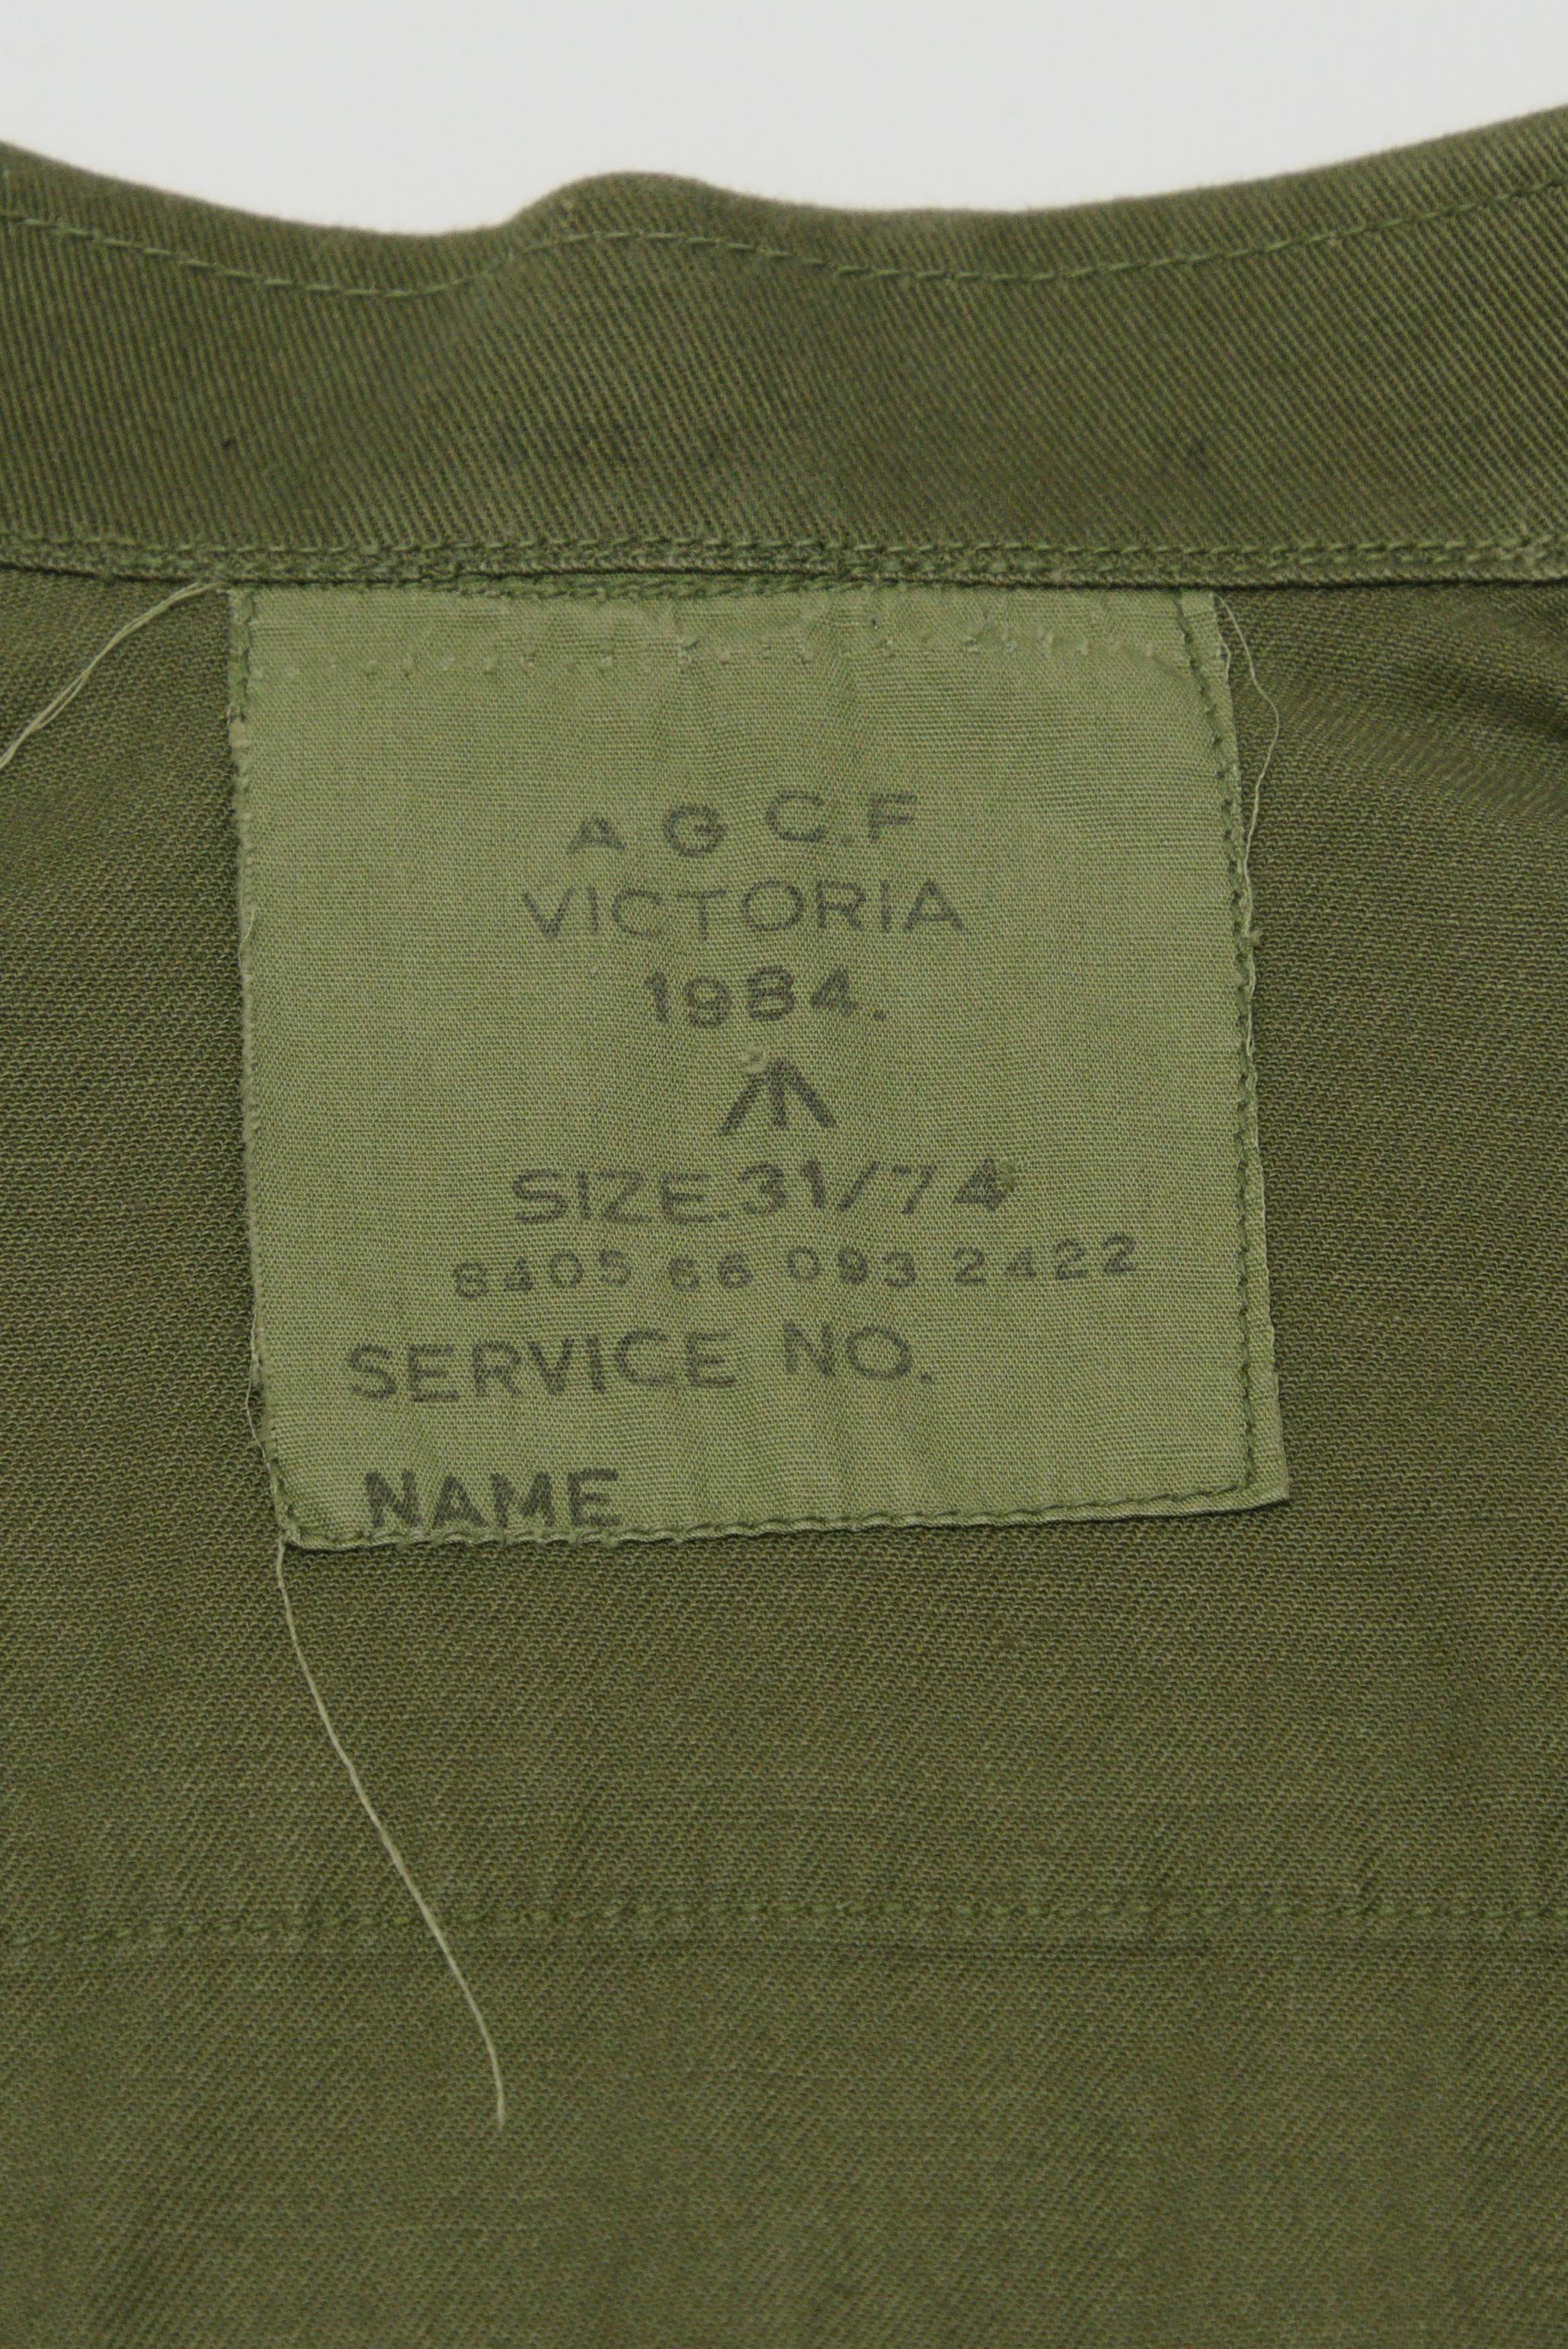 A G C.F
VICTORIA
1984.
SIZE 31/74
8405 66 093 2422
SERVICE NO.
NAME